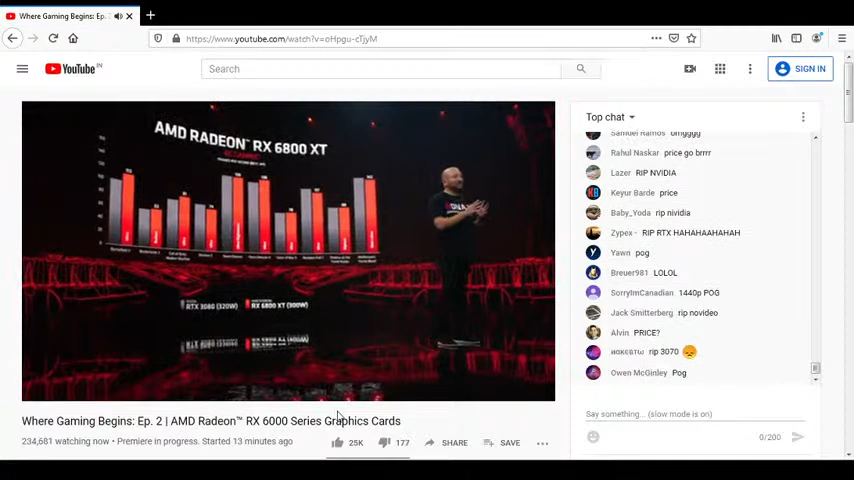 Where Gaming Begins: Ep. 2
https://www.youtube.com/watch?v=oHpgu-cTjyM
YouTube IN
Search
SIGN IN
AMD RADEON™ RX 6800 XT
RTX 3080 (320W)
RX 6800 XT (300W)
Top chat
Samuel Ramos omgggg
Rahul Naskar price go brrrr
Lazer RIP NVIDIA
Keyur Barde price
Baby_Yoda rip nividia
Zypex - RIP RTX HAHAHAAHAHAH
Yawn pog
Breuer981 LOLOL
SorryImCanadian 1440p POG
Jack Smitterberg rip novideo
Alvin PRICE?
rip 3070 😞
Owen McGinley Pog
Say something... (slow mode is on)
0/200
Where Gaming Begins: Ep. 2 | AMD Radeon™ RX 6000 Series Graphics Cards
234,681 watching now • Premiere in progress. Started 13 minutes ago
25K
177
SHARE
SAVE